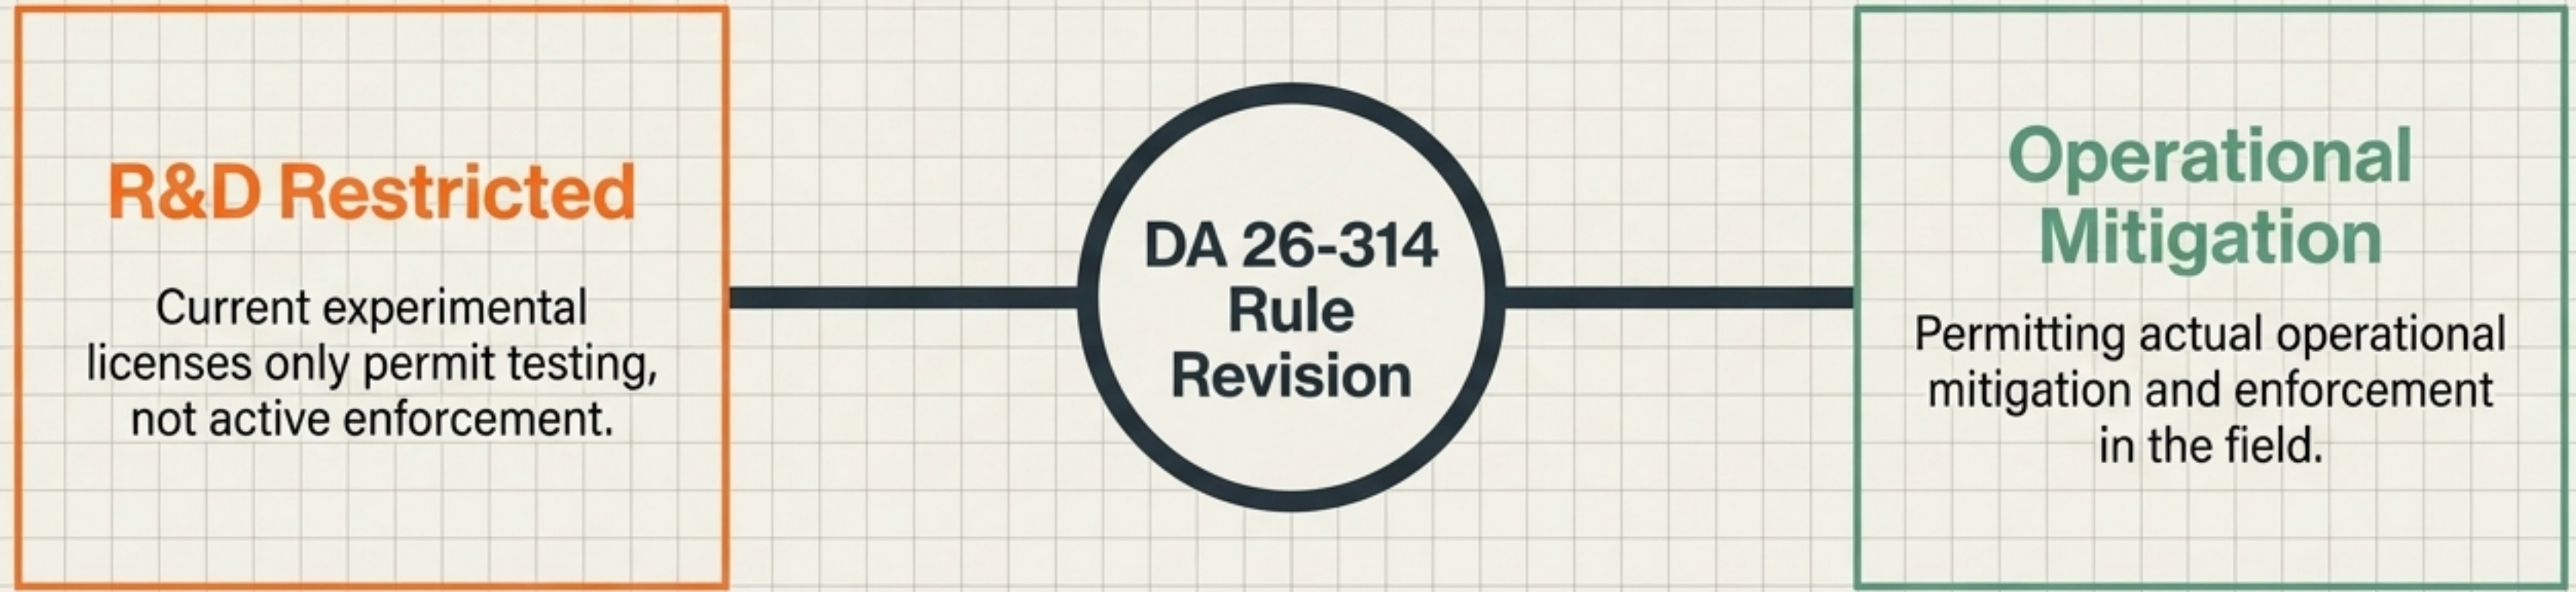 R&D Restricted
Current experimental
licenses only permit testing,
not active enforcement.
DA 26-314
Rule
Revision
Operational
Mitigation
Permitting actual operational
mitigation and enforcement
in the field.